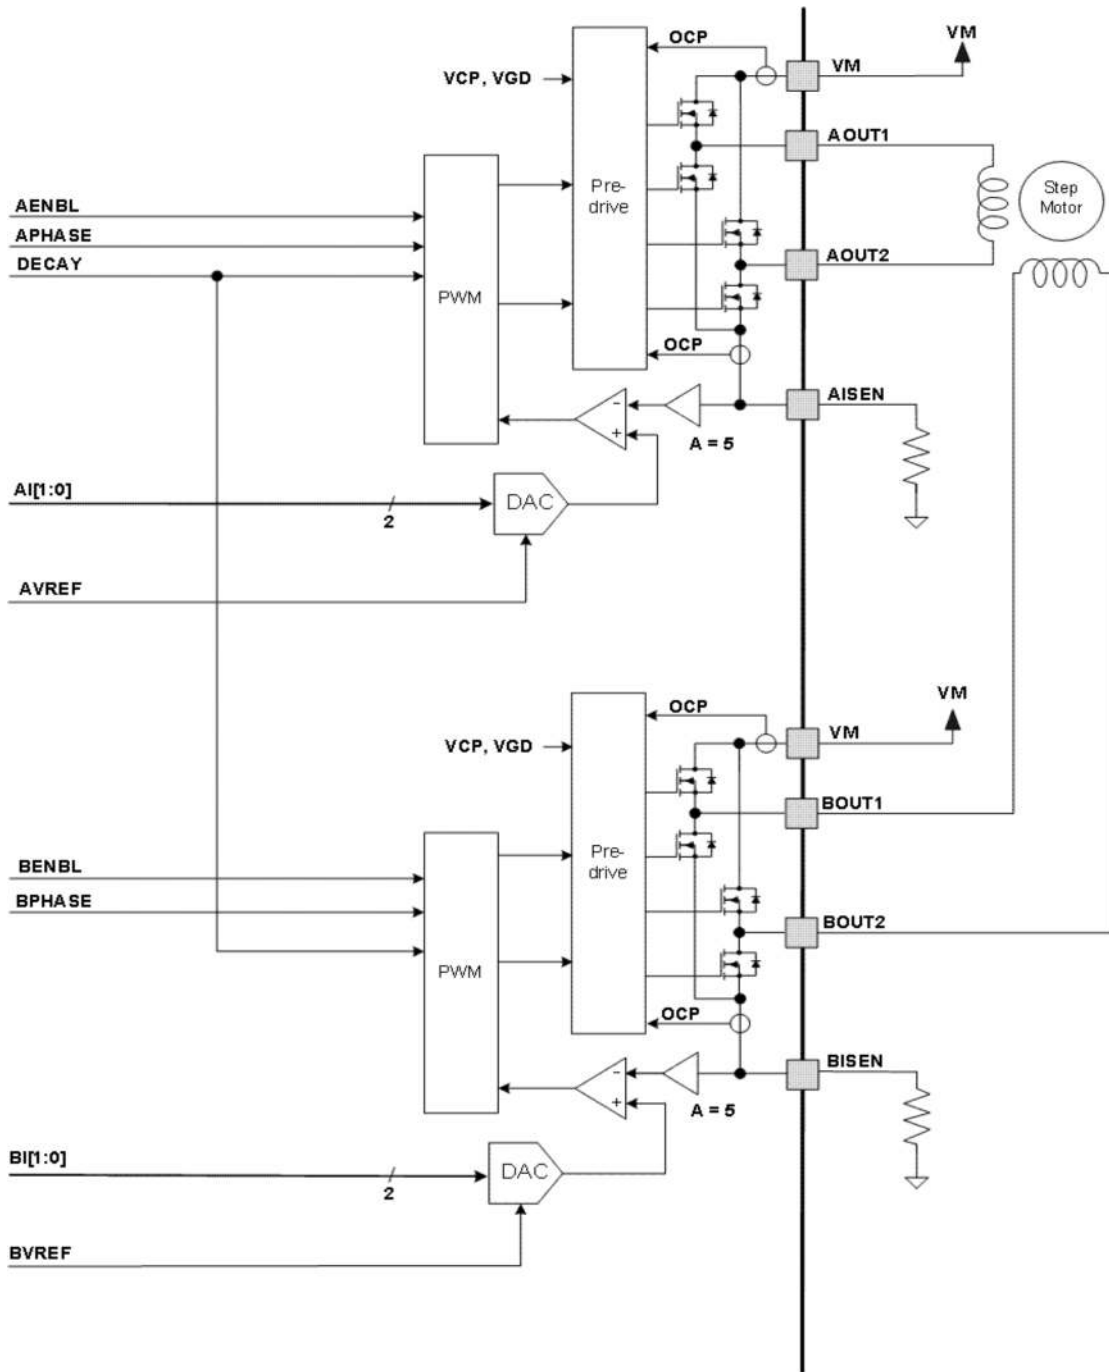 OCP
VM
VCP, VGD
VM
AOUT1
Pre-
drive
Step
Motor
AENBL
APHASE
DECAY
AOUT2
PWM
OCP
-
+
A = 5
AISEN
AI[1:0]
2
DAC
AVREF
OCP
VM
VCP, VGD
VM
BOUT1
Pre-
drive
BENBL
BPHASE
BOUT2
PWM
OCP
-
+
A = 5
BISEN
BI[1:0]
2
DAC
BVREF